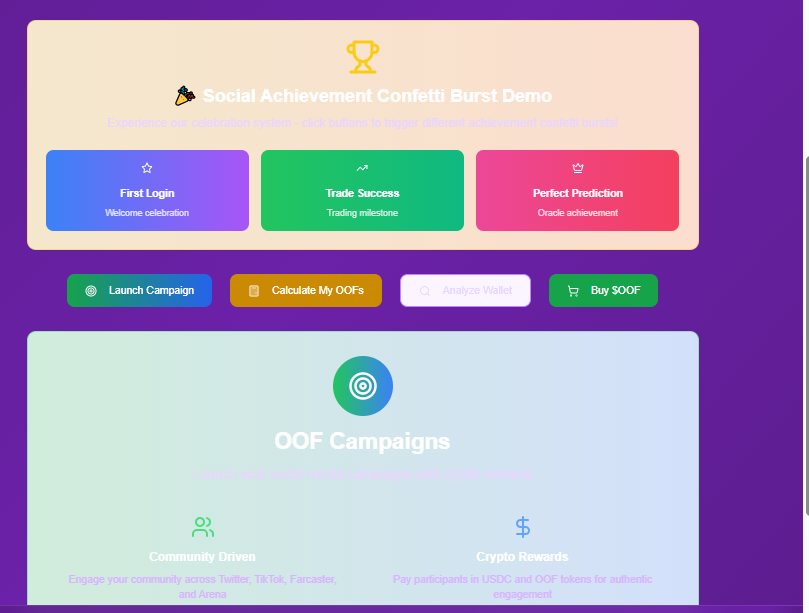 Social Achievement Confetti Burst Demo
Experience our celebration system - click buttons to trigger different achievement confetti bursts!
First Login
Welcome celebration
Trade Success
Trading milestone
Perfect Prediction
Oracle achievement
Launch Campaign
Calculate My OOFs
Analyze Wallet
Buy $OOF
OOF Campaigns
Community Driven
Engage your community across Twitter, TikTok, Farcaster,
and Arena
Crypto Rewards
Pay participants in USDC and OOF tokens for authentic
engagement